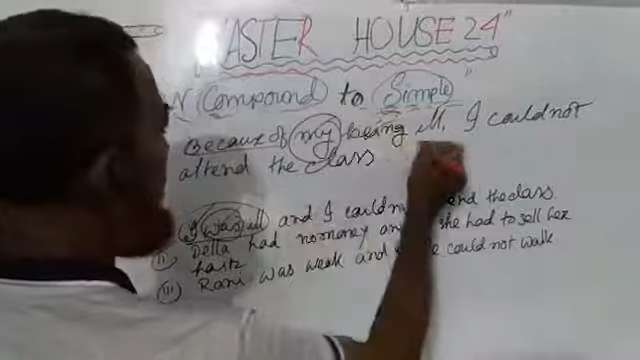 "ASTER HOUSE 24"
N (Compound) to (Simple)"
Because of my being ill, I could not
attend the class
I was ill and I could end the class.
(ii) Della had no money she had to sell her
hair
(iii) Rani was weak and could not walk